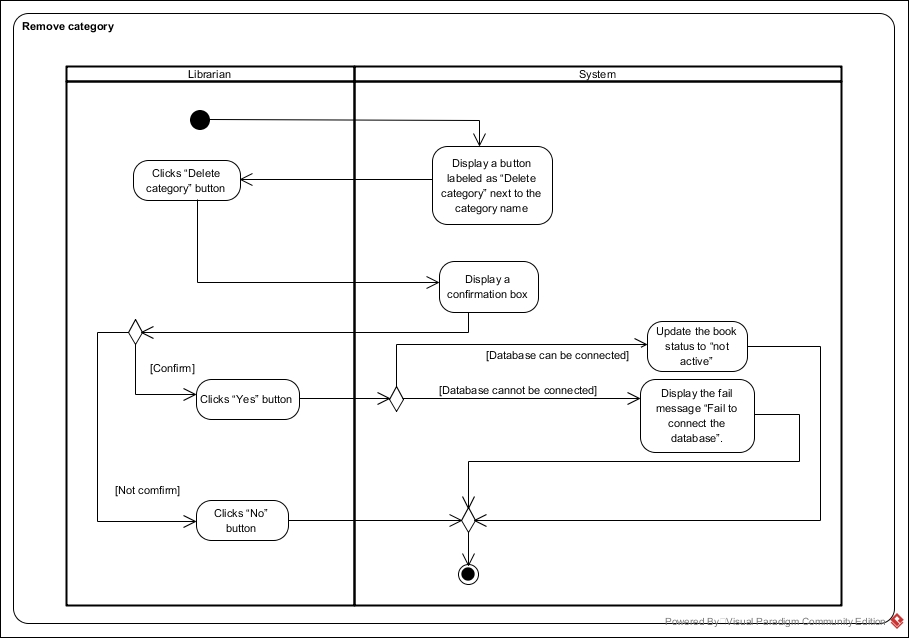 Remove category
Librarian
System
Display a button
labeled as “Delete
category” next to the
category name
Clicks “Delete
category” button
Display a
confirmation box
Update the book
status to “not
active”
[Database can be connected]
[Confirm]
[Database cannot be connected]
Clicks “Yes” button
Display the fail
message “Fail to
connect the
database”.
[Not comfirm]
Clicks “No”
button
Powered By Visual Paradigm Community Edition